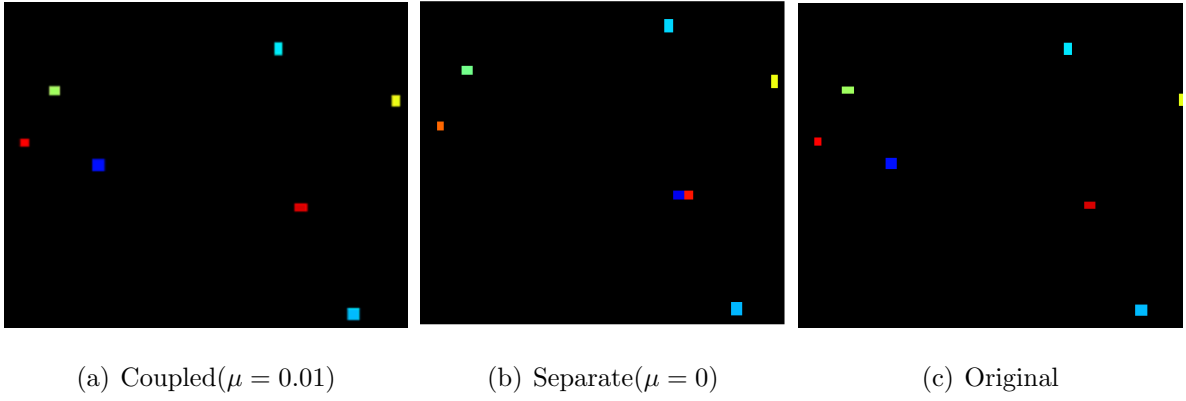 (a) Coupled(μ = 0.01)
(b) Separate(μ = 0)
(c) Original